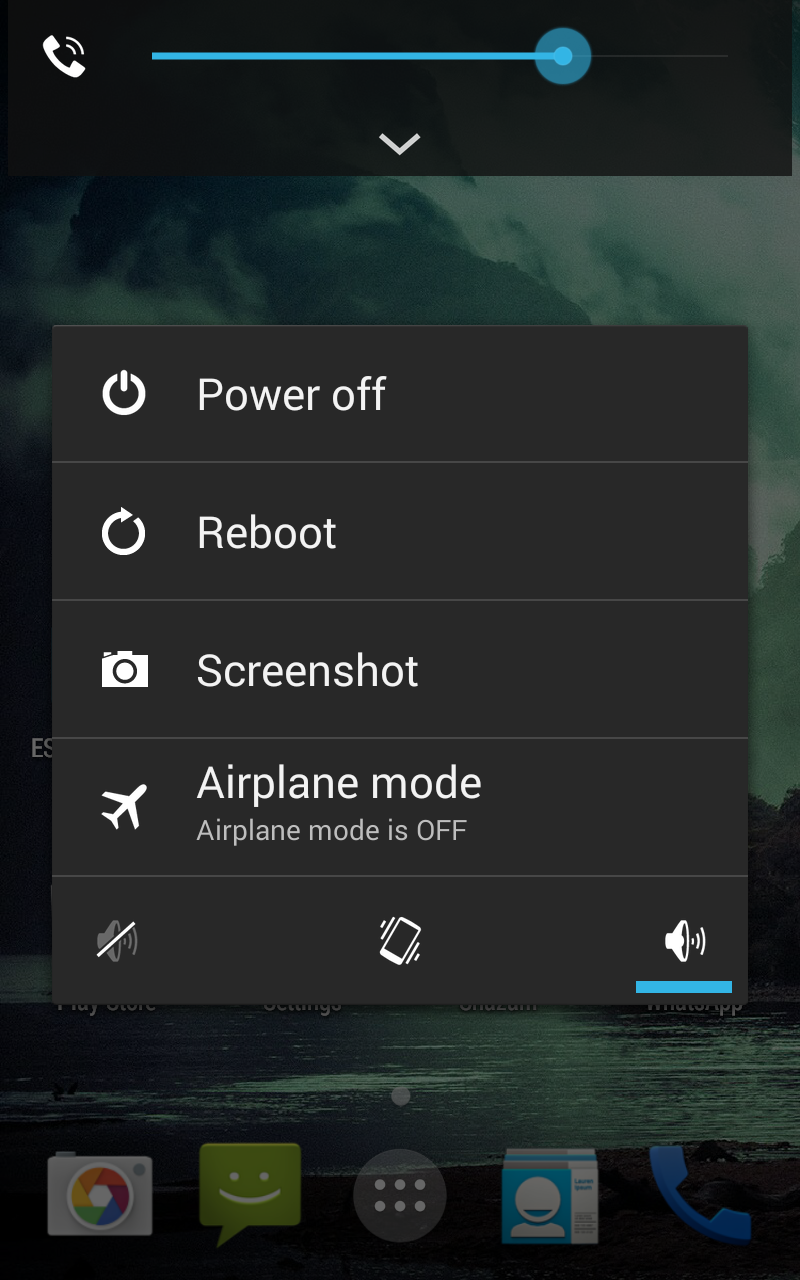 Power off
Reboot
Screenshot
ES
Airplane mode
Airplane mode is OFF
Play Store
Settings
Shazam
WhatsApp